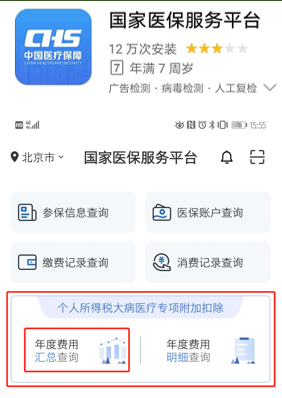 国家医保服务平台
CHS
中国医疗保障
CHINA HEALTHCARE SECURITY
12 万次安装
7 年满 7 周岁
广告检测 · 病毒检测 · 人工复检
HD 15:55
北京市
国家医保服务平台
参保信息查询
医保账户查询
缴费记录查询
消费记录查询
个人所得税大病医疗专项附加扣除
年度费用
汇总查询
年度费用
明细查询